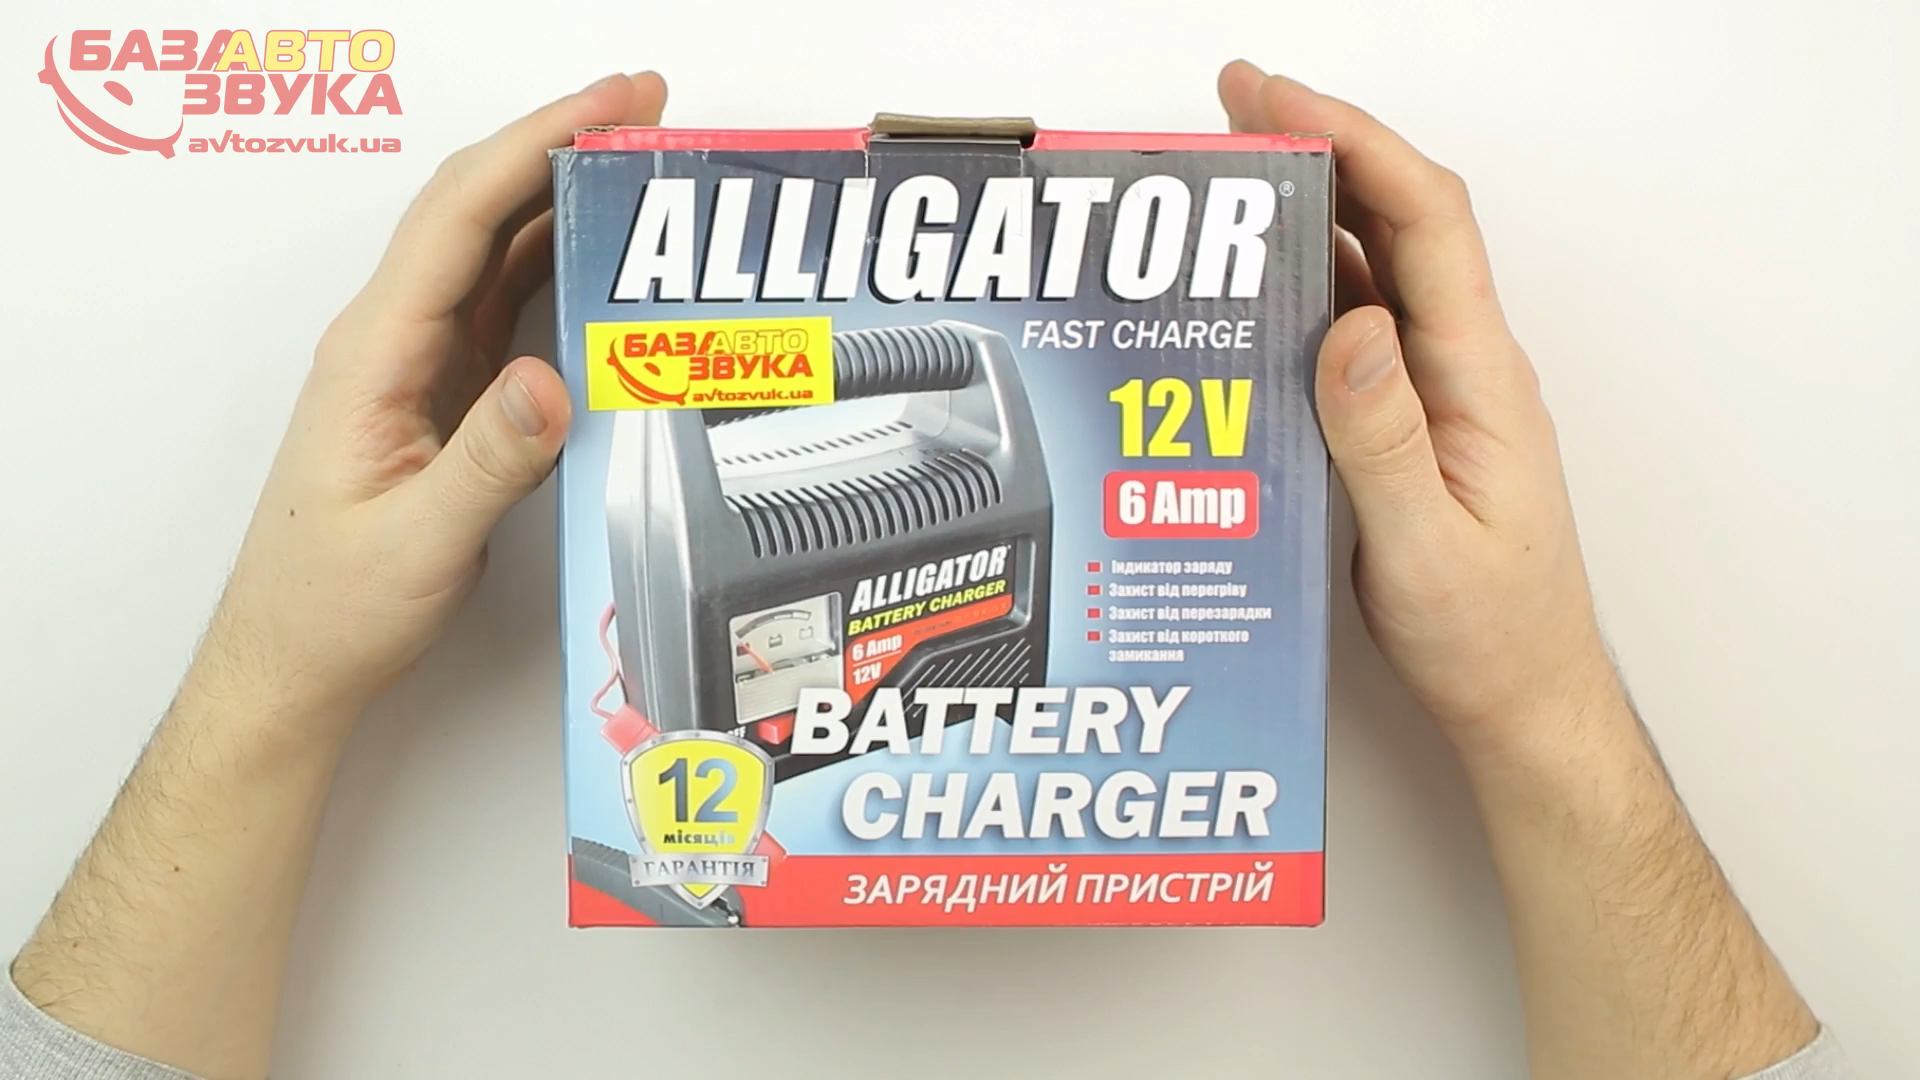 БАЗА АВТО
ЗВУКА
avtozvuk.ua
ALLIGATOR®
FAST CHARGE
БАЗА АВТО
ЗВУКА
avtozvuk.ua
12V
6 Amp
Індикатор заряду
Захист від перегріву
Захист від перезарядки
Захист від короткого
замикання
ALLIGATOR
BATTERY CHARGER
6 Amp
12V
BATTERY
CHARGER
12
місяців
ГАРАНТІЯ
ЗАРЯДНИЙ ПРИСТРІЙ